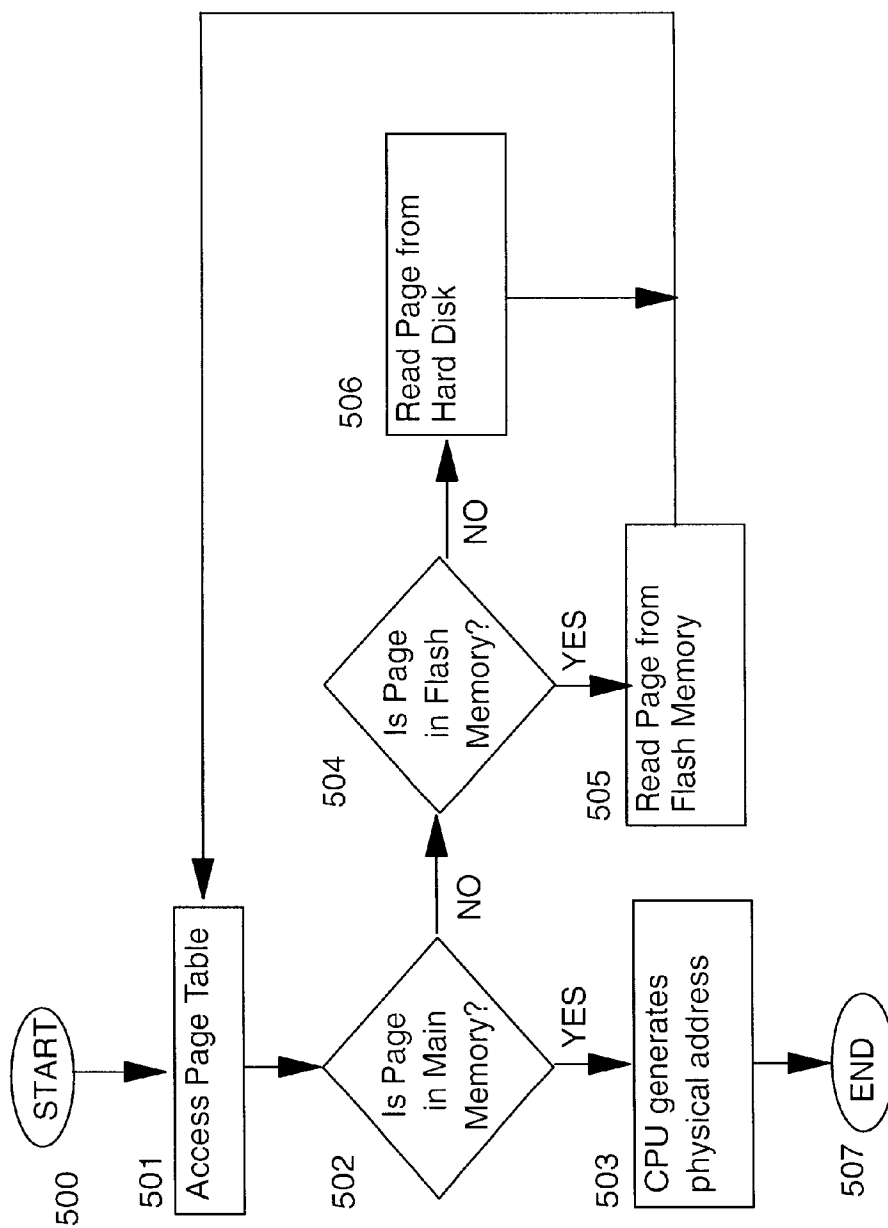 500
START
501
Access Page Table
502
Is Page
in Main
Memory?
NO
YES
503
CPU generates
physical address
507
END
504
Is Page
in Flash
Memory?
NO
YES
505
Read Page from
Flash Memory
506
Read Page from
Hard Disk